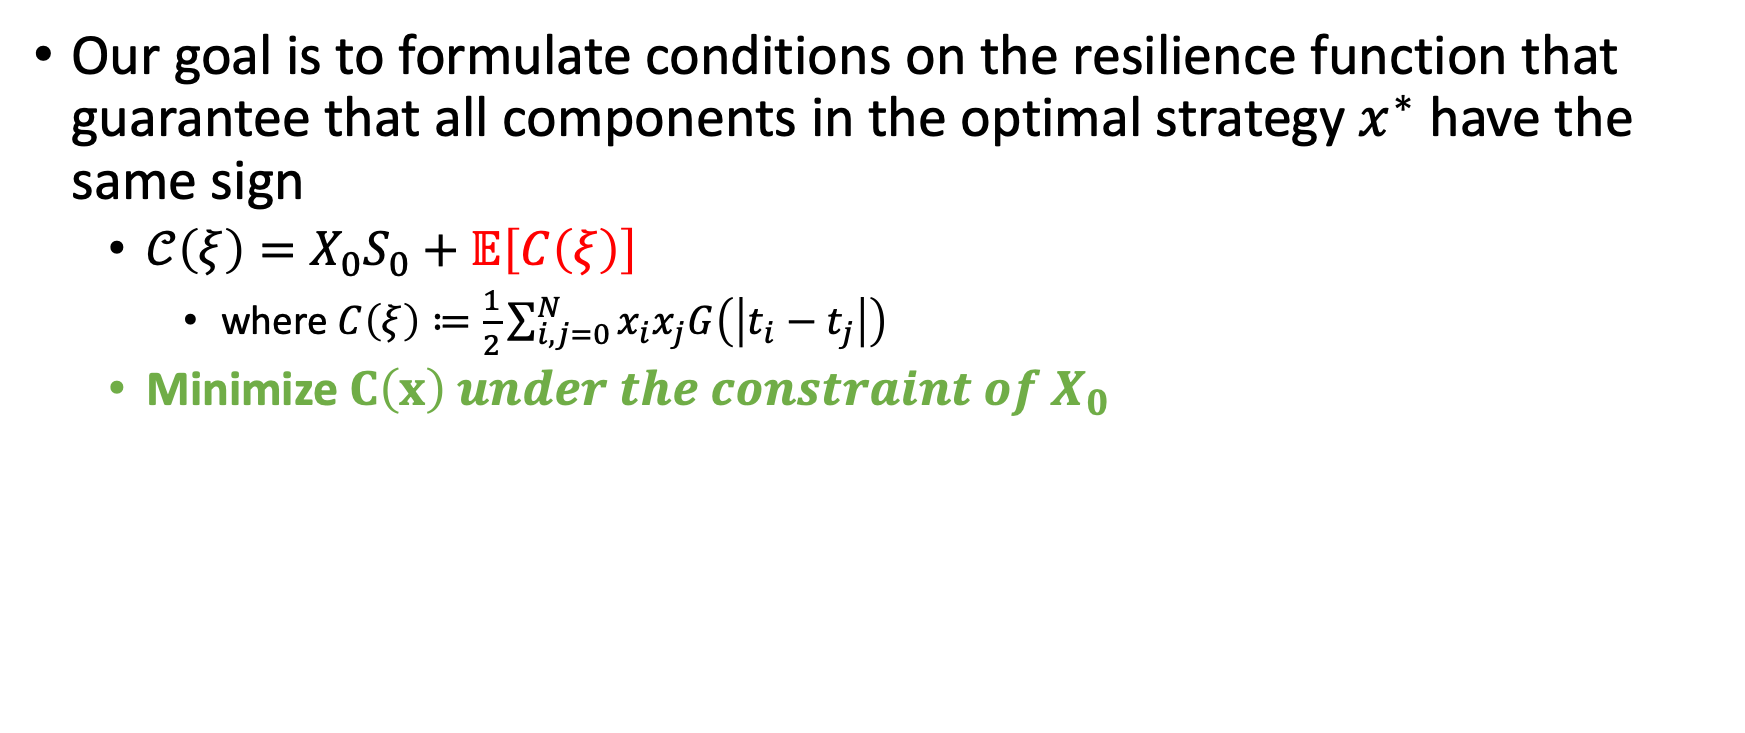 • Our goal is to formulate conditions on the resilience function that
guarantee that all components in the optimal strategy 𝑥* have the
same sign
• 𝒞(𝜉) = 𝑋₀𝑆₀ + 𝔼[𝐶(𝜉)]
• where 𝐶(𝜉) ≔ ½∑ᴺᵢ,ⱼ₌₀ 𝑥ᵢ𝑥ⱼ𝐺(|𝑡ᵢ − 𝑡ⱼ|)
• Minimize C(x) under the constraint of X₀